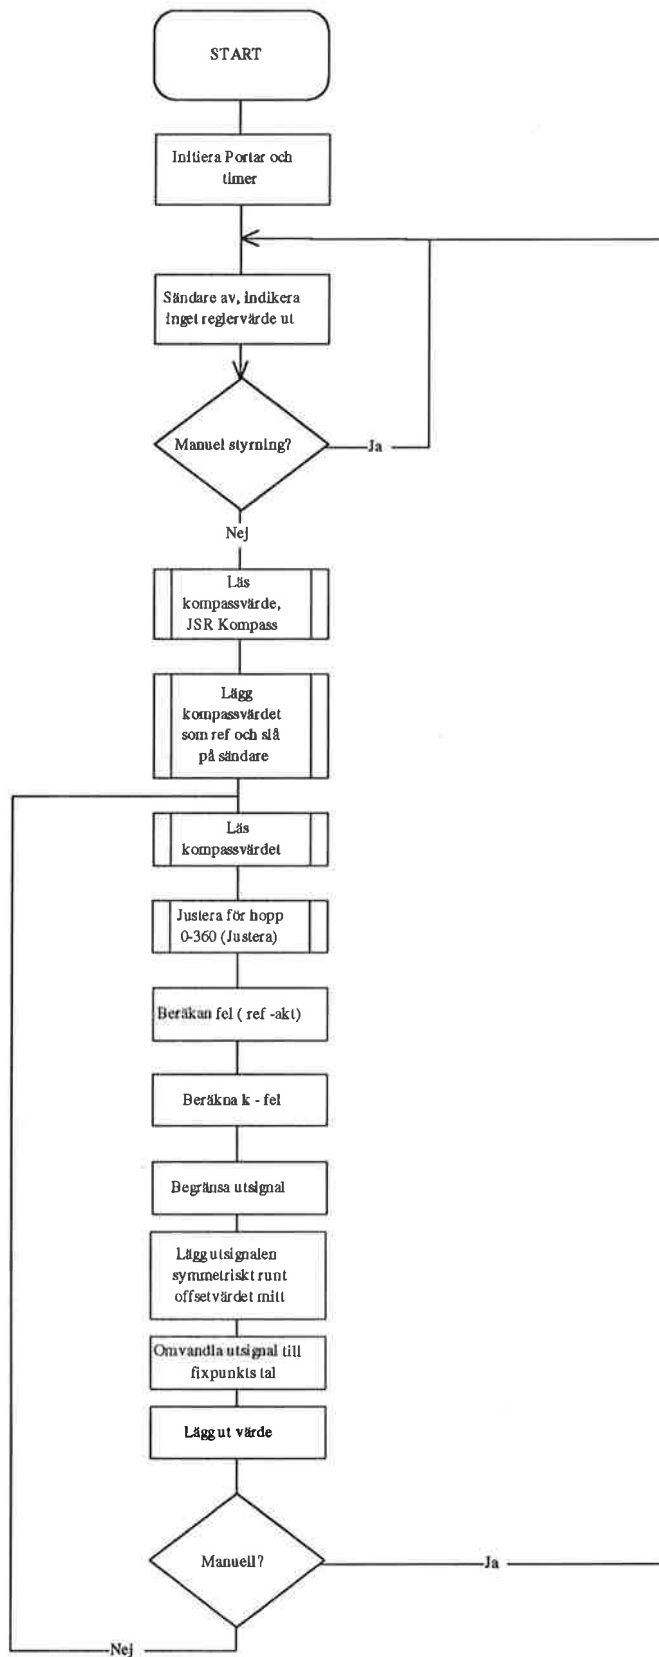 START
Initiera Portar och
timer
Sändare av, indikera
inget reglervärde ut
Manuel styrning?
Ja
Nej
Läs
kompassvärde,
JSR Kompass
Lägg
kompassvärdet
som ref och slå
på sändare
Läs
kompassvärdet
Justera för hopp
0-360 (Justera)
Beräkan fel ( ref -akt)
Beräkna k - fel
Begränsa utsignal
Lägg utsignalen
symmetriskt runt
offsetvärdet mitt
Omvandla utsignal till
fixpunkts tal
Lägg ut värde
Manuell?
Ja
Nej